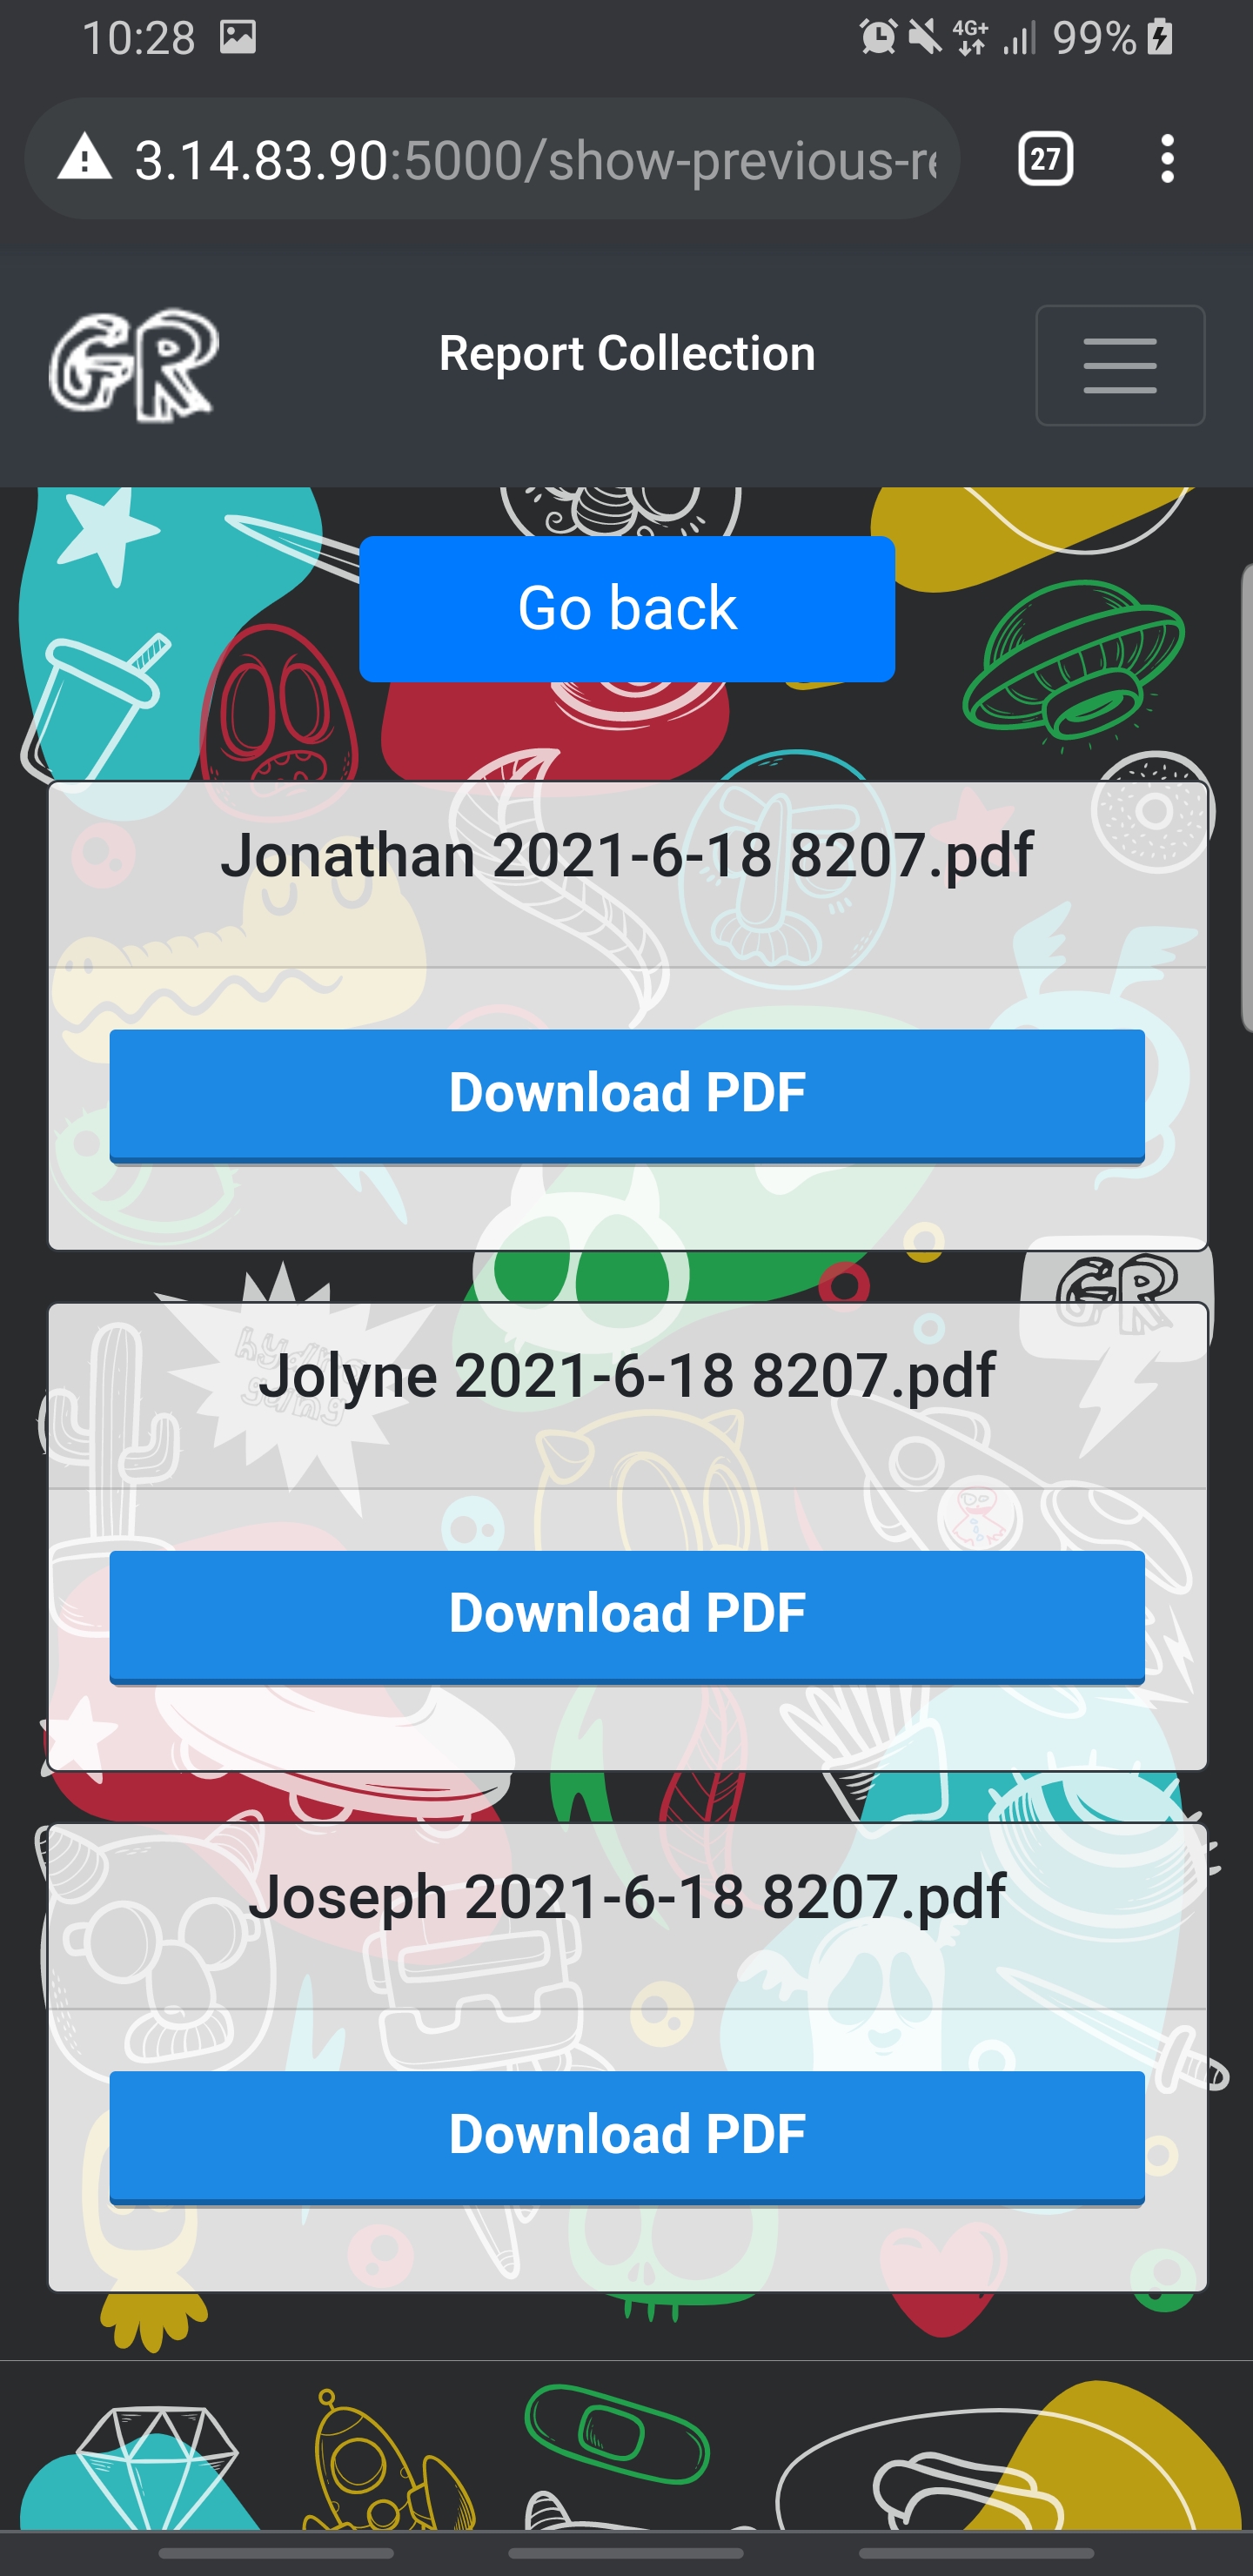 10:28 4G+ 99%
3.14.83.90:5000/show-previous-re
27
GR Report Collection
Go back
Jonathan 2021-6-18 8207.pdf
Download PDF
GR
Jolyne 2021-6-18 8207.pdf
Download PDF
Joseph 2021-6-18 8207.pdf
Download PDF